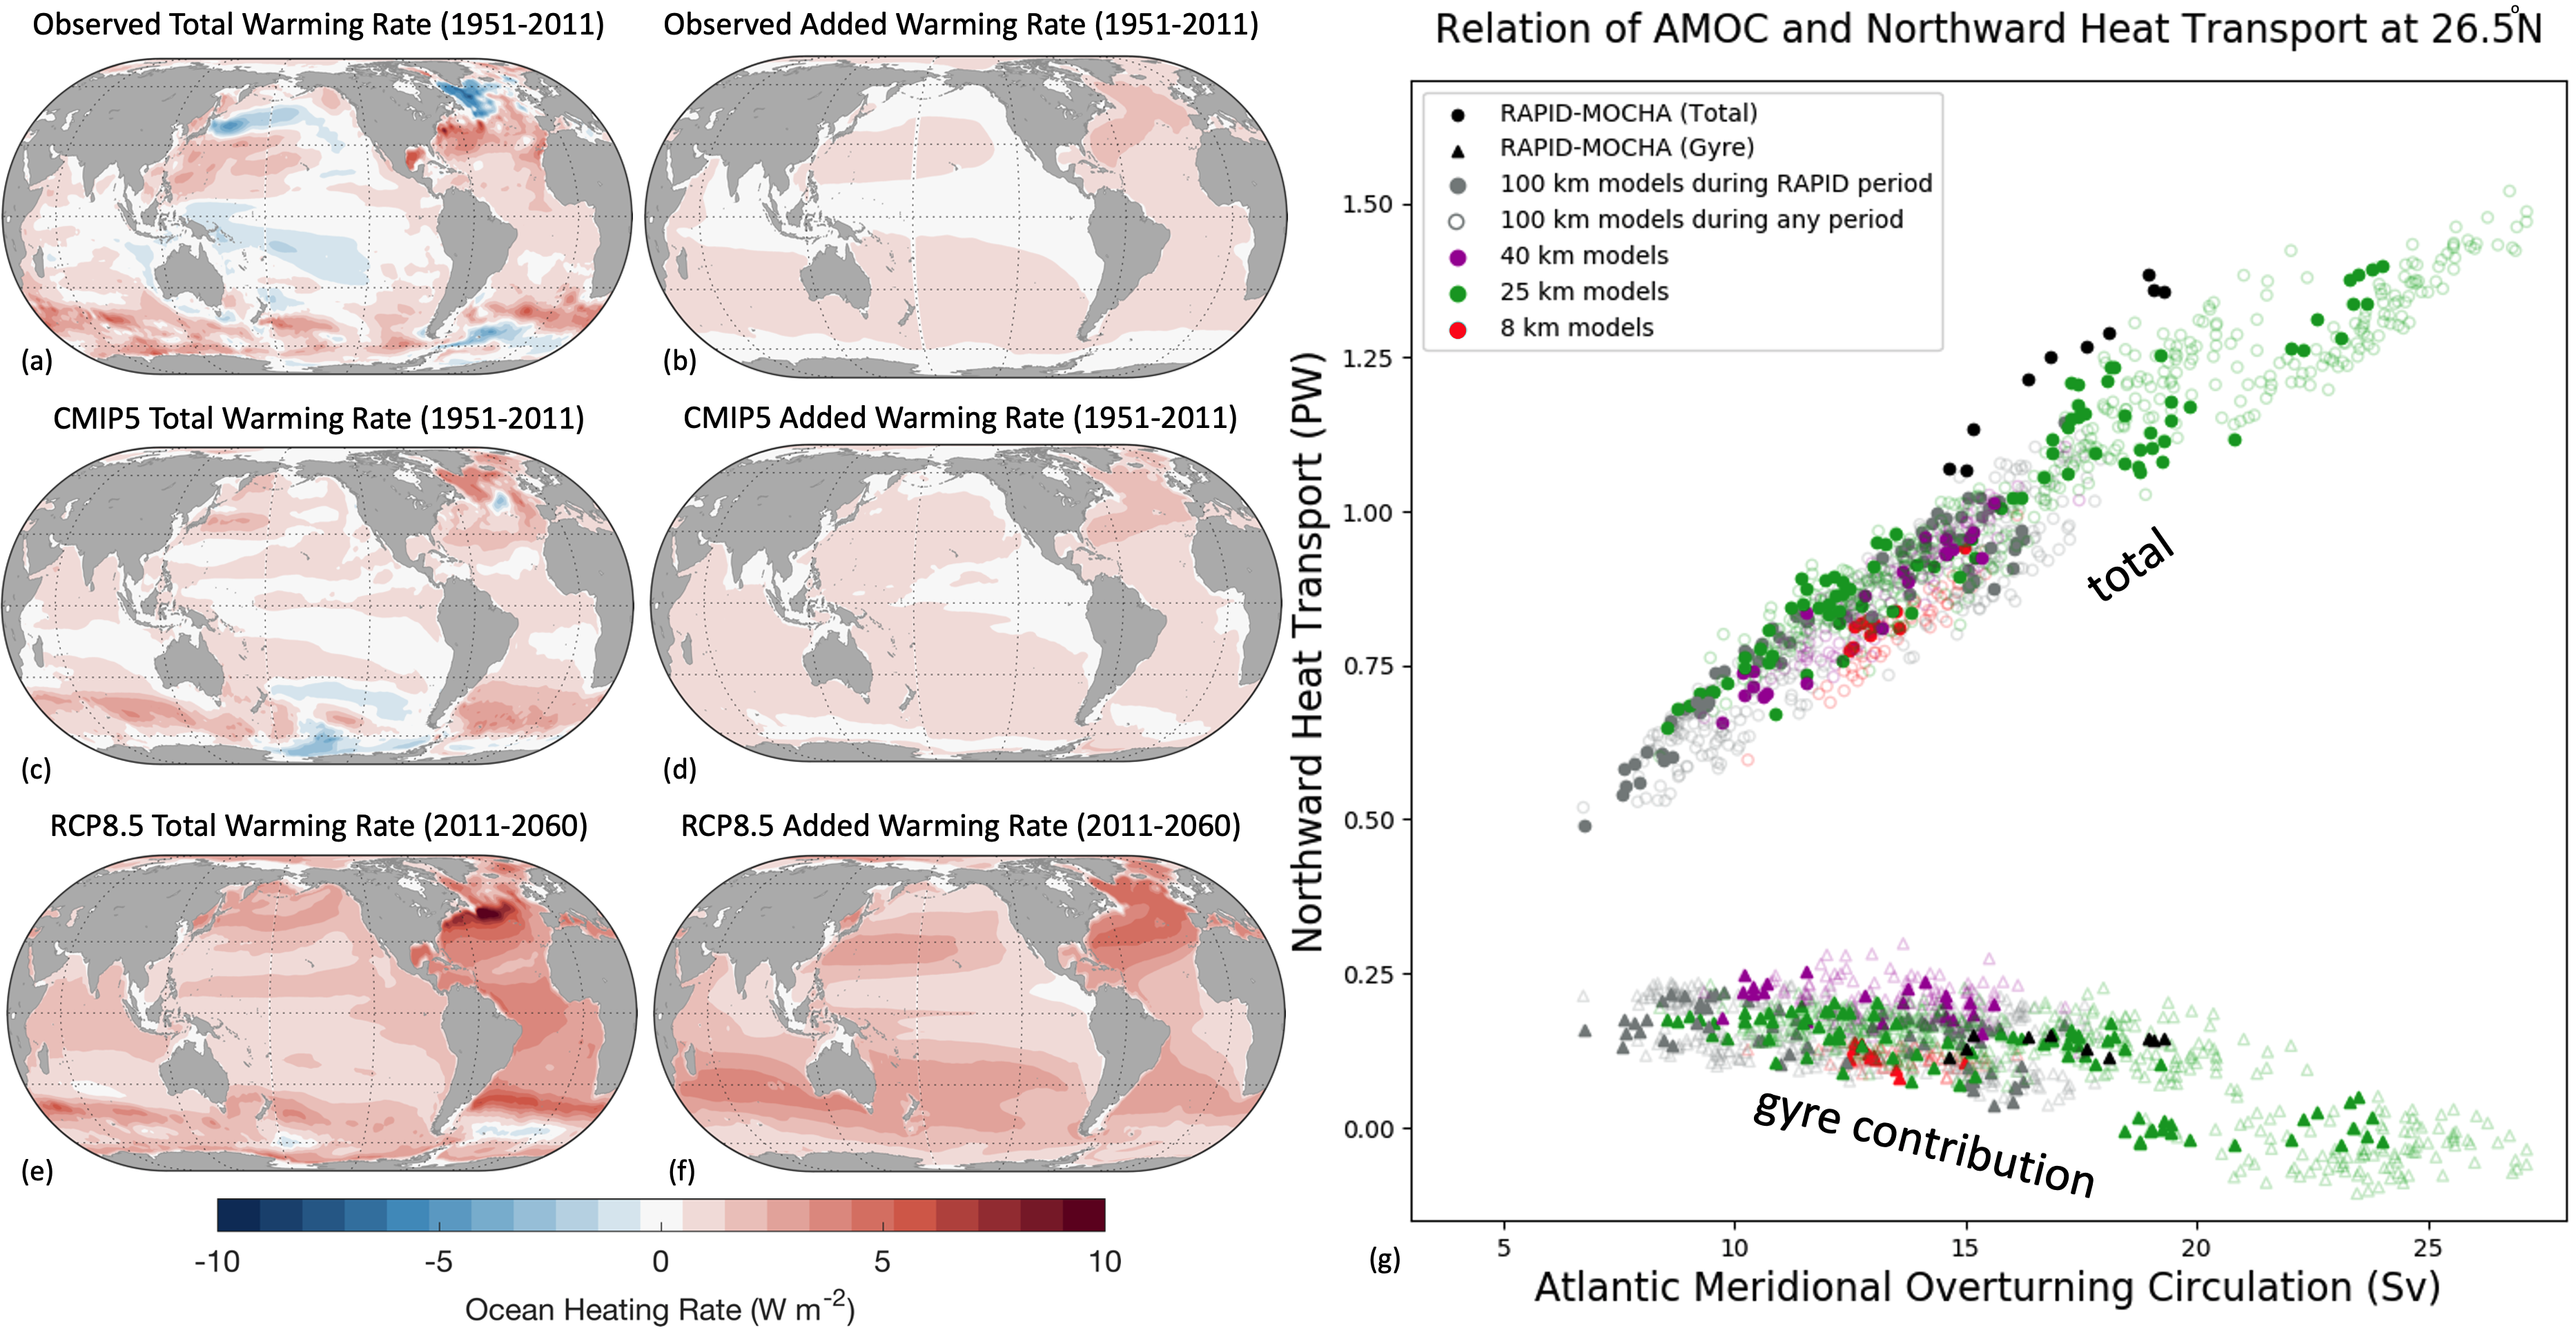 Observed Total Warming Rate (1951-2011)
Observed Added Warming Rate (1951-2011)
(a)
(b)
CMIP5 Total Warming Rate (1951-2011)
CMIP5 Added Warming Rate (1951-2011)
(c)
(d)
RCP8.5 Total Warming Rate (2011-2060)
RCP8.5 Added Warming Rate (2011-2060)
(e)
(f)
-10
-5
0
5
10
Ocean Heating Rate (W m⁻²)
Relation of AMOC and Northward Heat Transport at 26.5°N
RAPID-MOCHA (Total)
RAPID-MOCHA (Gyre)
100 km models during RAPID period
100 km models during any period
40 km models
25 km models
8 km models
Northward Heat Transport (PW)
1.50
1.25
1.00
0.75
0.50
0.25
0.00
total
gyre contribution
5
10
15
20
25
(g)
Atlantic Meridional Overturning Circulation (Sv)